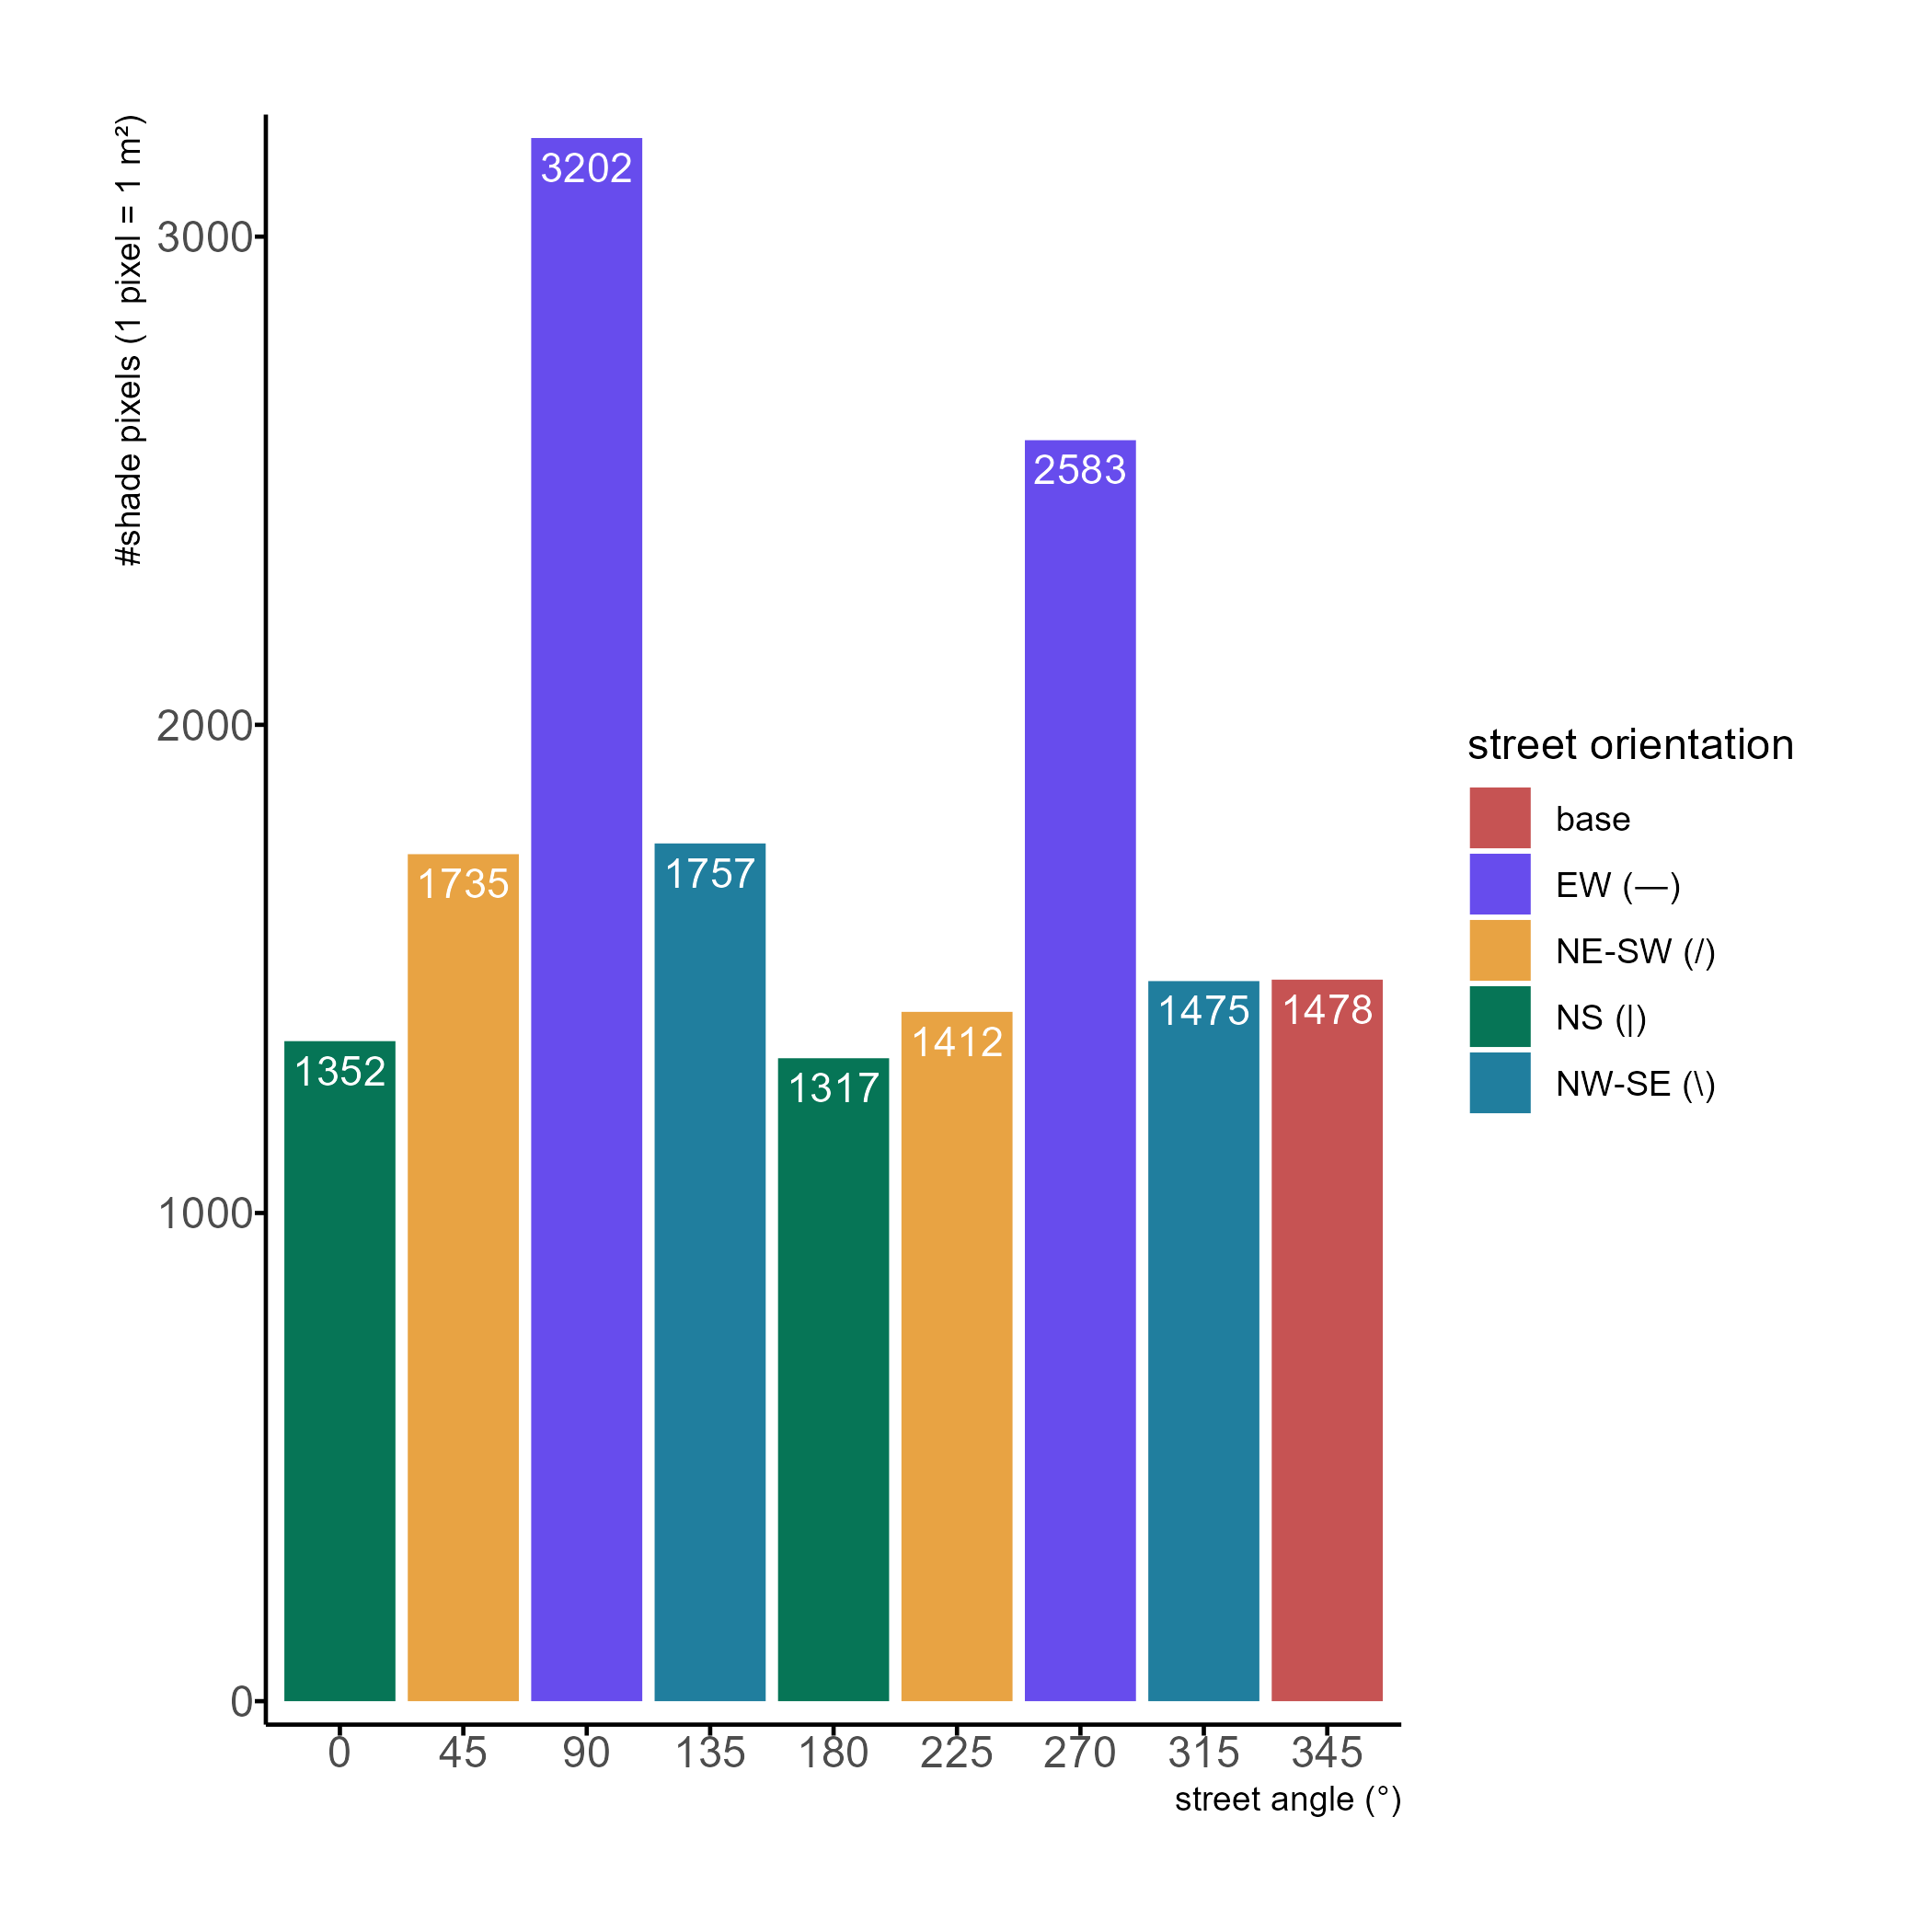 #shade pixels (1 pixel = 1 m²)
3000
2000
1000
0
1352
1735
3202
1757
1317
1412
2583
1475
1478
0 45 90 135 180 225 270 315 345
street angle (°)
street orientation
base
EW (—)
NE-SW (/)
NS (|)
NW-SE (\)